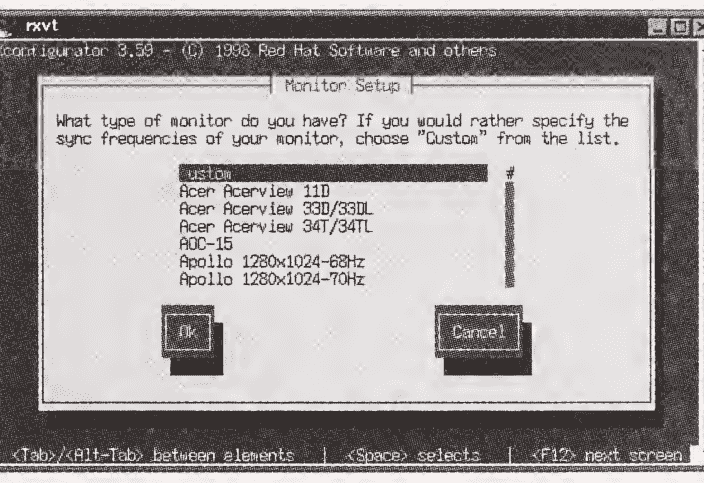 rxvt
Xconfigurator 3.59 - (C) 1998 Red Hat Software and others
Monitor Setup
What type of monitor do you have? If you would rather specify the
sync frequencies of your monitor, choose "Custom" from the list.
ustom
#
Acer Acerview 11D
Acer Acerview 33D/33DL
Acer Acerview 34T/34TL
AOC-15
Apollo 1280x1024-68Hz
Apollo 1280x1024-70Hz
Ok
Cancel
<Tab>/<Alt-Tab> between elements | <Space> selects | <F12> next screen